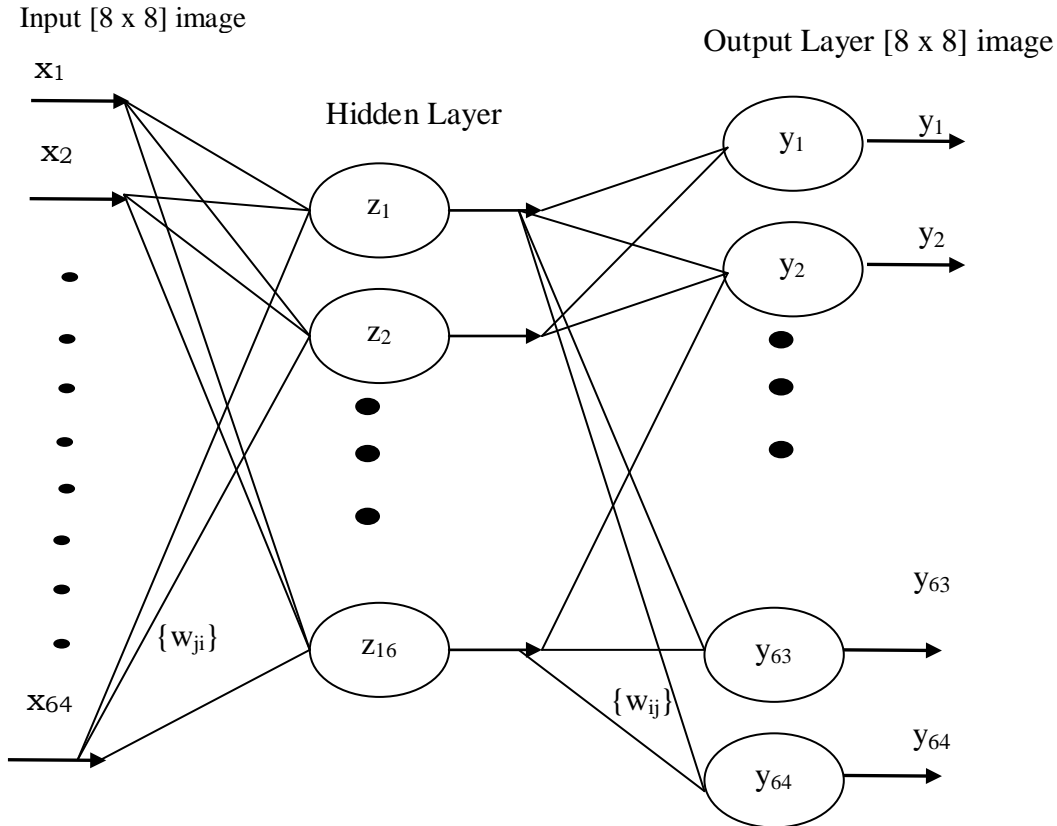 Input [8 x 8] image
Output Layer [8 x 8] image
x₁
Hidden Layer
y₁
y₁
x₂
z₁
y₂
y₂
z₂
y₆₃
{wⱼᵢ}
z₁₆
y₆₃
x₆₄
{wᵢⱼ}
y₆₄
y₆₄